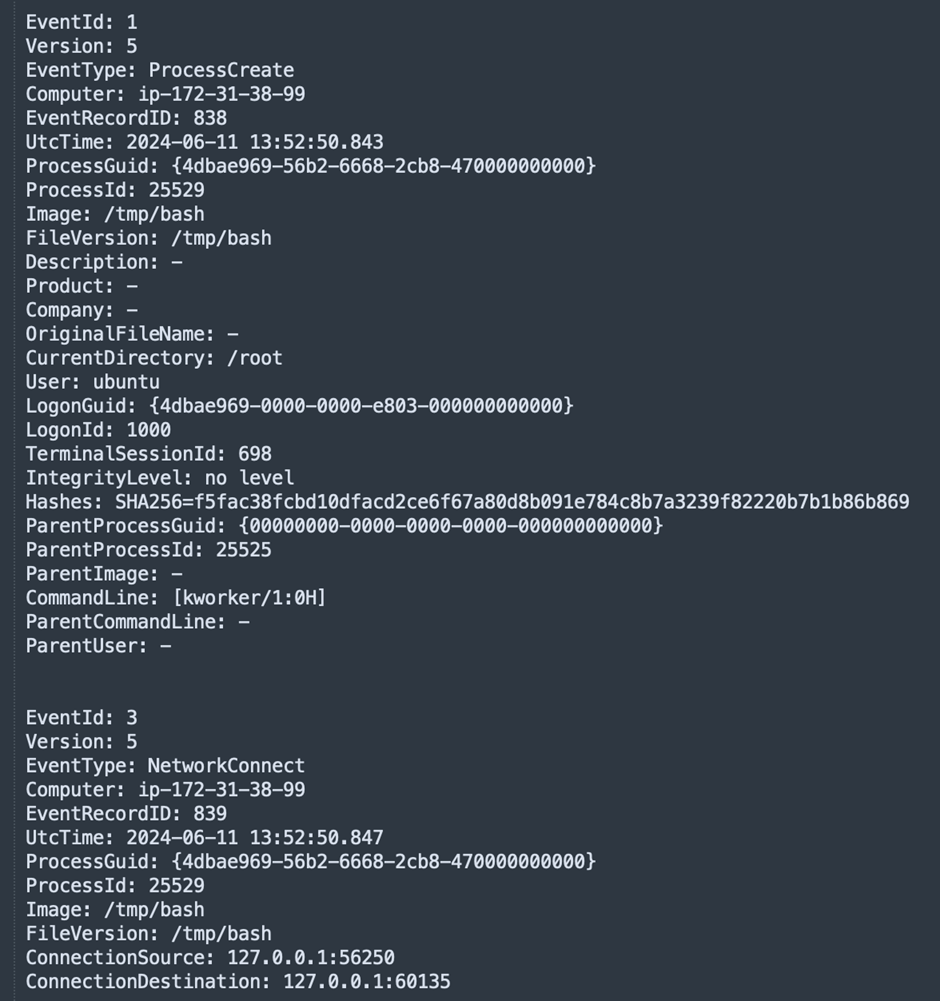 EventId: 1
Version: 5
EventType: ProcessCreate
Computer: ip-172-31-38-99
EventRecordID: 838
UtcTime: 2024-06-11 13:52:50.843
ProcessGuid: {4dbae969-56b2-6668-2cb8-470000000000}
ProcessId: 25529
Image: /tmp/bash
FileVersion: /tmp/bash
Description: -
Product: -
Company: -
OriginalFileName: -
CurrentDirectory: /root
User: ubuntu
LogonGuid: {4dbae969-0000-0000-e803-000000000000}
LogonId: 1000
TerminalSessionId: 698
IntegrityLevel: no level
Hashes: SHA256=f5fac38fcbd10dfacd2ce6f67a80d8b091e784c8b7a3239f82220b7b1b86b869
ParentProcessGuid: {00000000-0000-0000-0000-000000000000}
ParentProcessId: 25525
ParentImage: -
CommandLine: [kworker/1:0H]
ParentCommandLine: -
ParentUser: -
EventId: 3
Version: 5
EventType: NetworkConnect
Computer: ip-172-31-38-99
EventRecordID: 839
UtcTime: 2024-06-11 13:52:50.847
ProcessGuid: {4dbae969-56b2-6668-2cb8-470000000000}
ProcessId: 25529
Image: /tmp/bash
FileVersion: /tmp/bash
ConnectionSource: 127.0.0.1:56250
ConnectionDestination: 127.0.0.1:60135